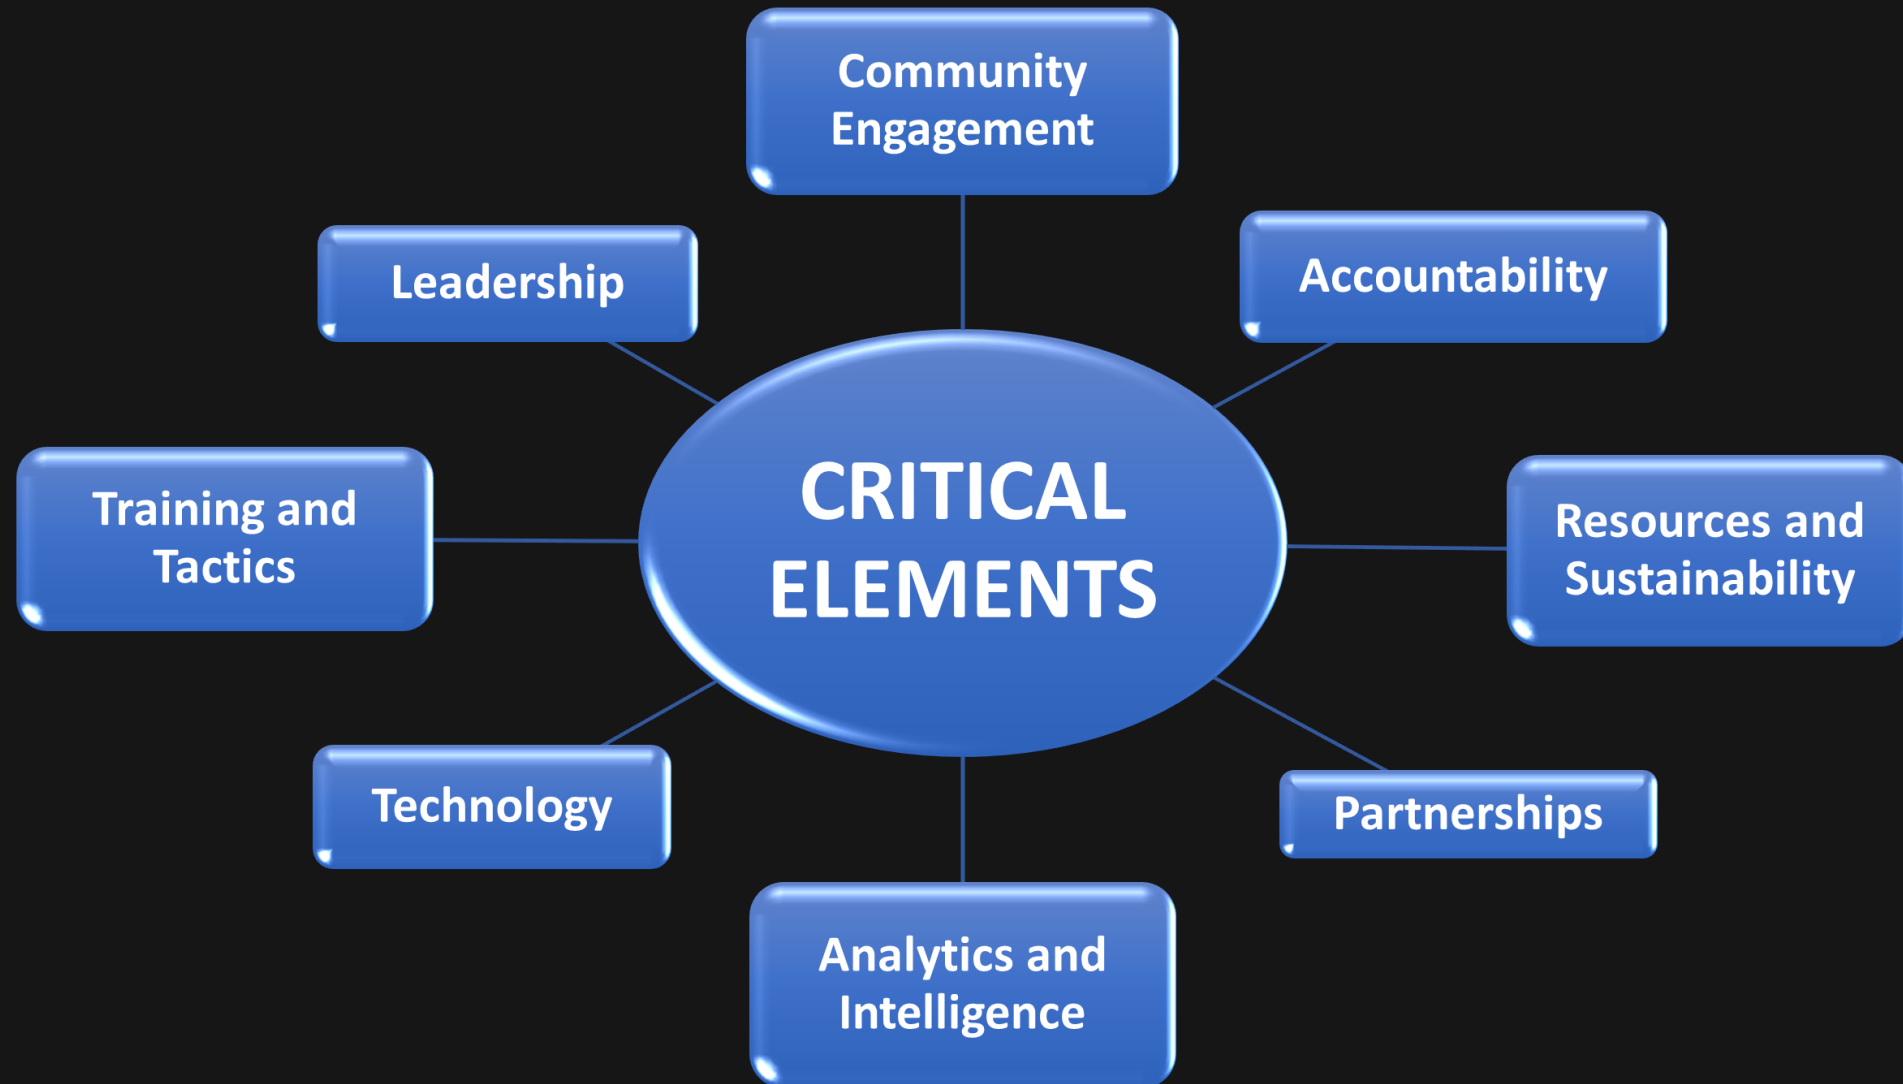 Community
Engagement
Leadership
Accountability
CRITICAL
ELEMENTS
Training and
Tactics
Resources and
Sustainability
Technology
Partnerships
Analytics and
Intelligence